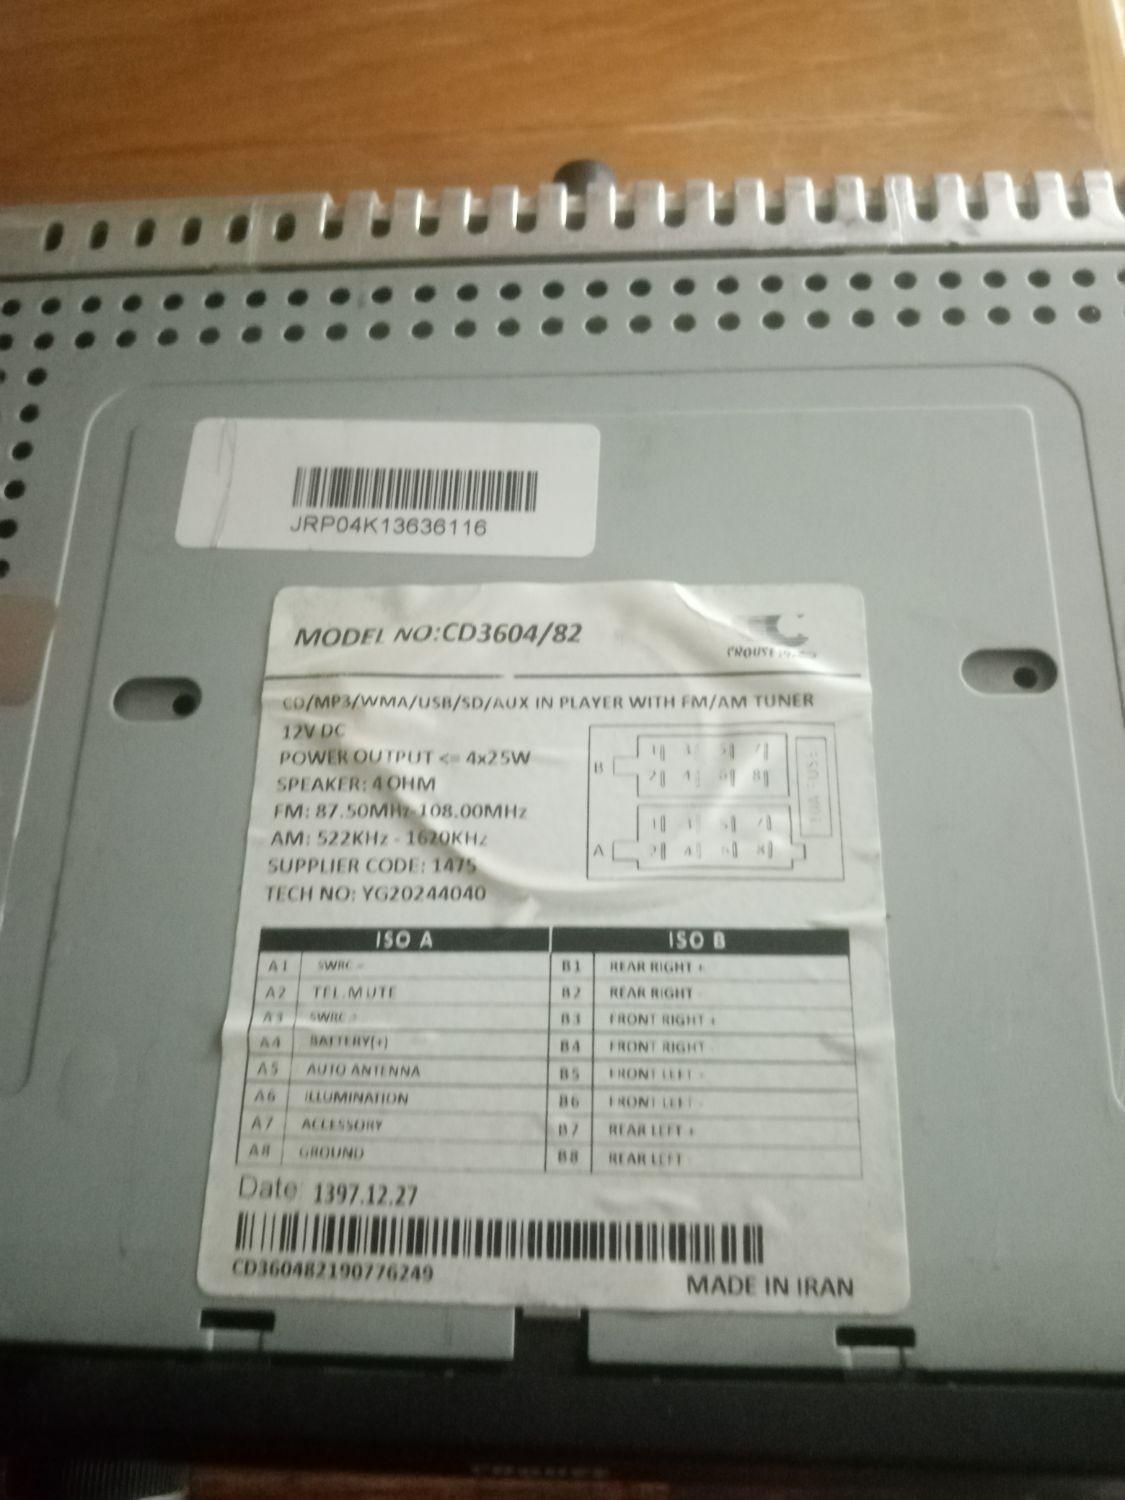 JRP04K13636116
MODEL NO:CD3604/82
CROUSE
CD/MP3/WMA/USB/SD/AUX IN PLAYER WITH FM/AM TUNER
12V DC
POWER OUTPUT <= 4x25W
SPEAKER: 4 OHM
FM: 87.50MHz-108.00MHz
AM: 522KHz - 1620KHz
SUPPLIER CODE: 1475
TECH NO: YG20244040
B 1 3 5 7
2 4 6 8
10A FUSE
A 1 3 5 7
2 4 6 8
ISO A ISO B
A1 SWRC B1 REAR RIGHT +
A2 TEL.MUTE B2 REAR RIGHT
A3 SWRC B3 FRONT RIGHT +
A4 BATTERY(+) B4 FRONT RIGHT
A5 AUTO ANTENNA B5 FRONT LEFT
A6 ILLUMINATION B6 FRONT LEFT
A7 ACCESSORY B7 REAR LEFT +
A8 GROUND B8 REAR LEFT
Date 1397.12.27
CD360482190776249
MADE IN IRAN